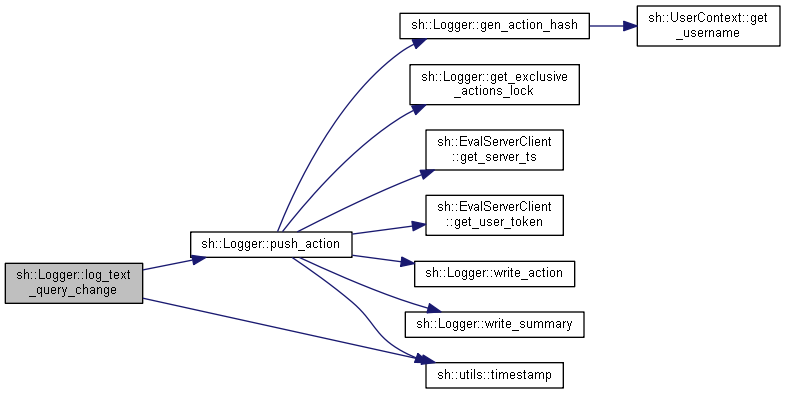 sh::Logger::log_text
_query_change
sh::Logger::push_action
sh::Logger::gen_action_hash
sh::UserContext::get
_username
sh::Logger::get_exclusive
_actions_lock
sh::EvalServerClient
::get_server_ts
sh::EvalServerClient
::get_user_token
sh::Logger::write_action
sh::Logger::write_summary
sh::utils::timestamp